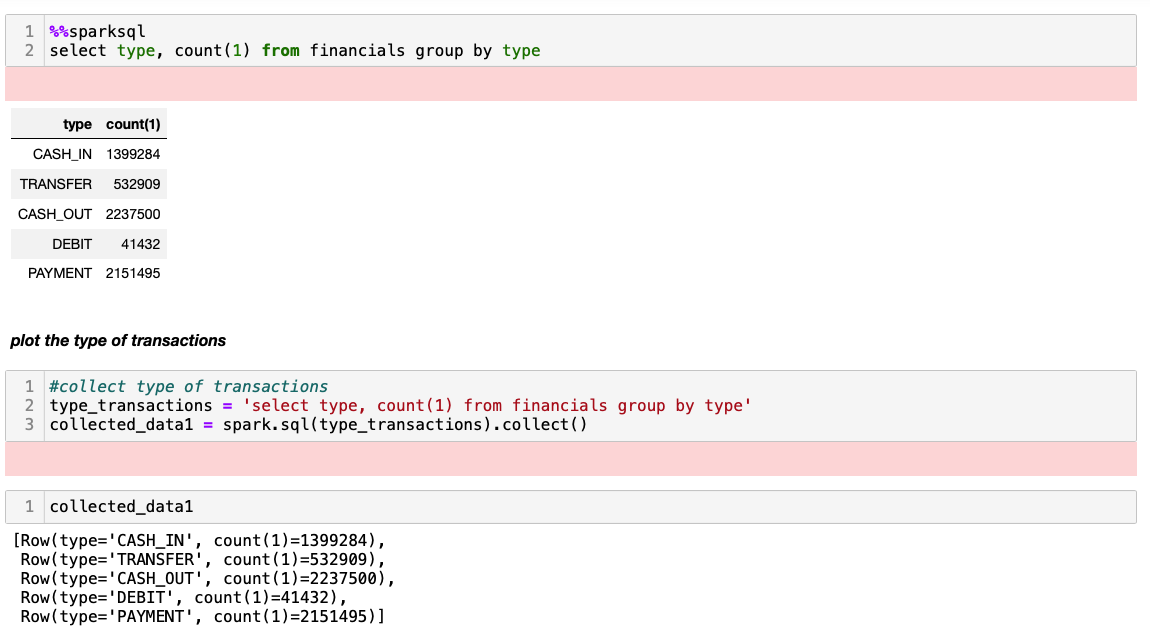 1 %%sparksql
2 select type, count(1) from financials group by type
type count(1)
CASH_IN 1399284
TRANSFER 532909
CASH_OUT 2237500
DEBIT 41432
PAYMENT 2151495
plot the type of transactions
1 #collect type of transactions
2 type_transactions = 'select type, count(1) from financials group by type'
3 collected_data1 = spark.sql(type_transactions).collect()
1 collected_data1
[Row(type='CASH_IN', count(1)=1399284),
Row(type='TRANSFER', count(1)=532909),
Row(type='CASH_OUT', count(1)=2237500),
Row(type='DEBIT', count(1)=41432),
Row(type='PAYMENT', count(1)=2151495)]